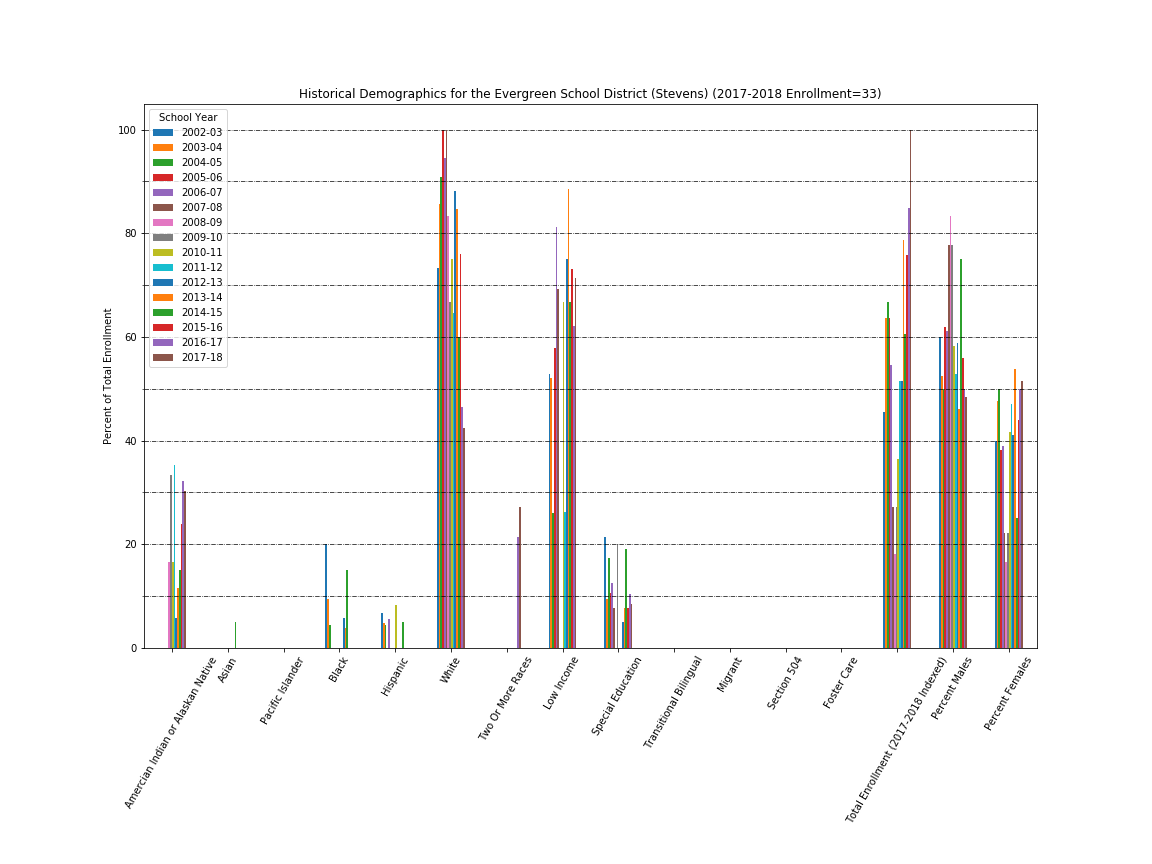 Historical Demographics for the Evergreen School District (Stevens) (2017-2018 Enrollment=33)
School Year
2002-03
2003-04
2004-05
2005-06
2006-07
2007-08
2008-09
2009-10
2010-11
2011-12
2012-13
2013-14
2014-15
2015-16
2016-17
2017-18
Percent of Total Enrollment
100
80
60
40
20
0
Amercian Indian or Alaskan Native
Asian
Pacific Islander
Black
Hispanic
White
Two Or More Races
Low Income
Special Education
Transitional Bilingual
Migrant
Section 504
Foster Care
Total Enrollment (2017-2018 Indexed)
Percent Males
Percent Females